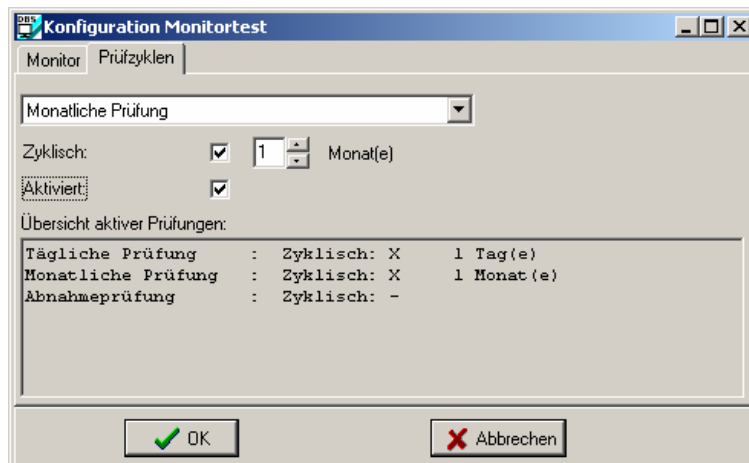 DBS Konfiguration Monitortest
Monitor Prüfzyklen
Monatliche Prüfung
Zyklisch: 1 Monat(e)
Aktiviert:
Übersicht aktiver Prüfungen:
Tägliche Prüfung : Zyklisch: X 1 Tag(e)
Monatliche Prüfung : Zyklisch: X 1 Monat(e)
Abnahmeprüfung : Zyklisch: -
OK Abbrechen